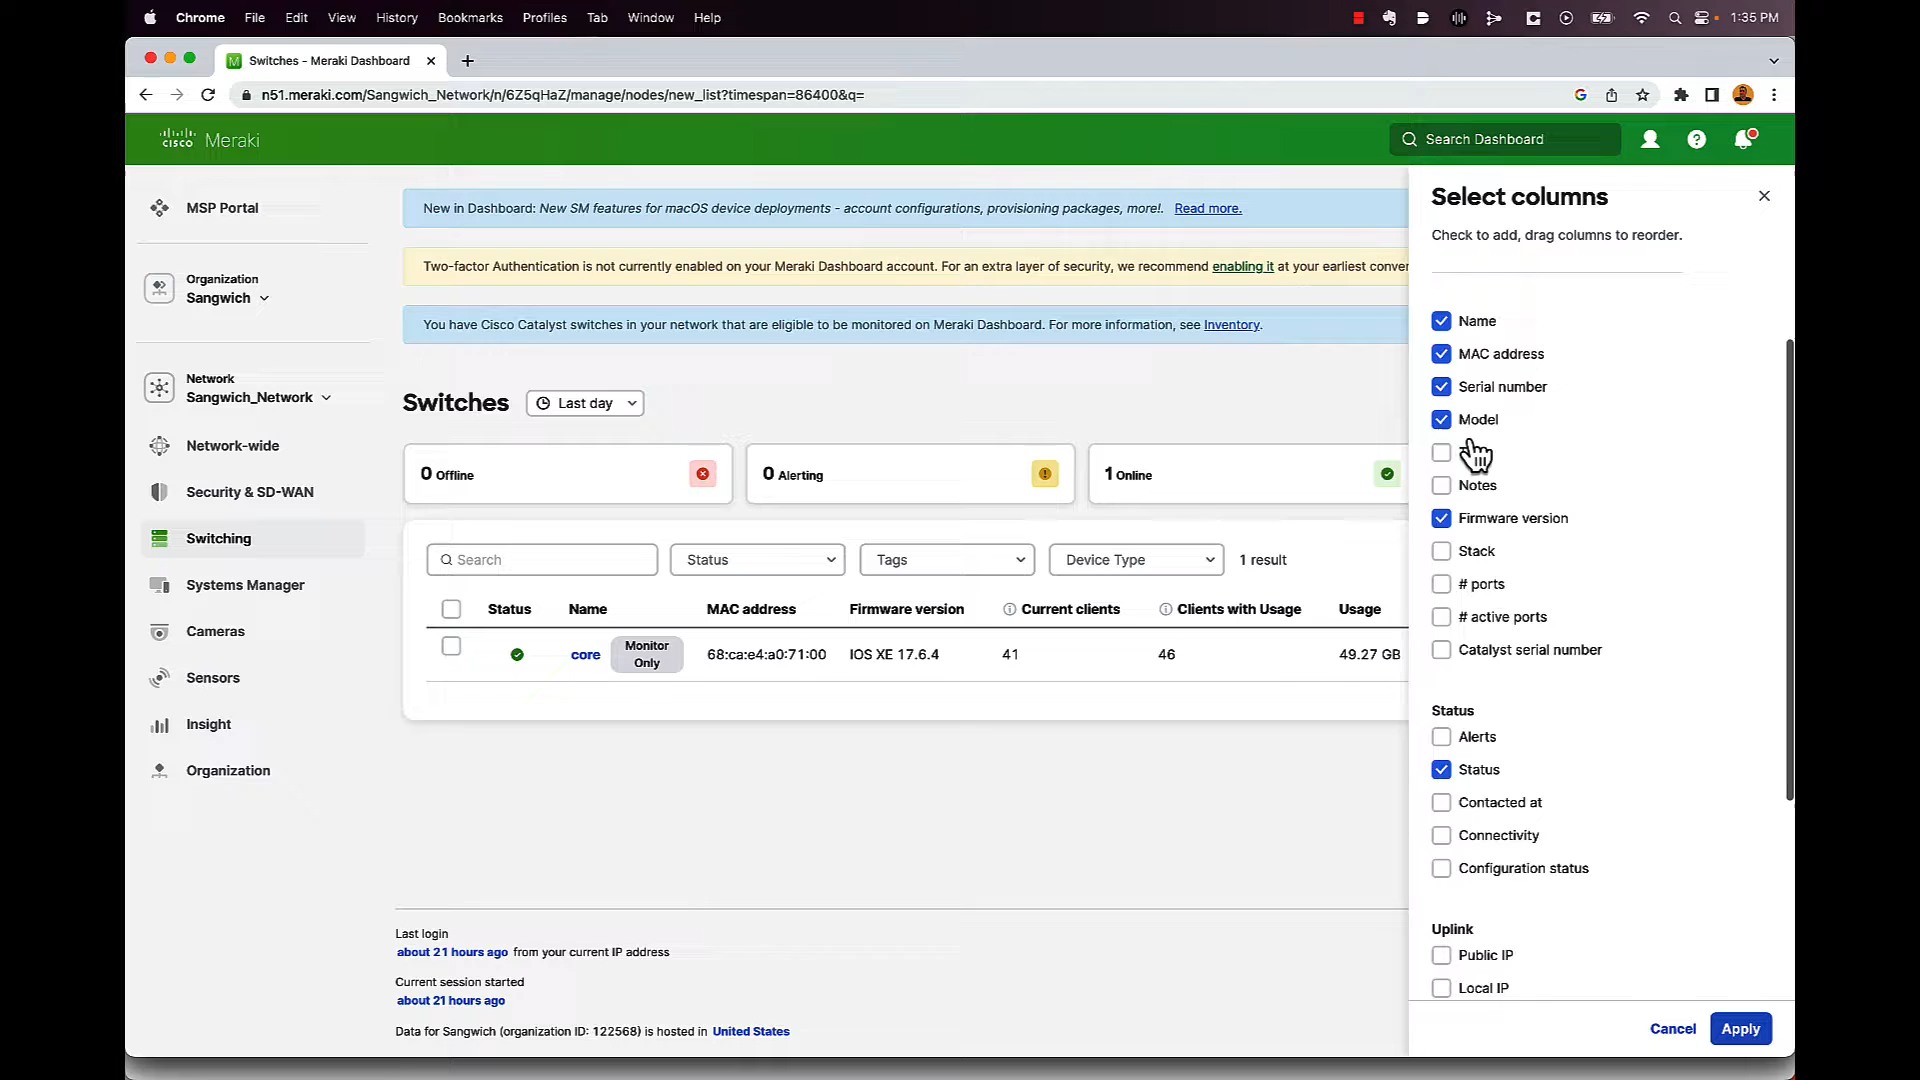 Chrome File Edit View History Bookmarks Profiles Tab Window Help 1:35 PM
Switches - Meraki Dashboard
n51.meraki.com/Sangwich_Network/n/6Z5qHaZ/manage/nodes/new_list?timespan=86400&q=
cisco Meraki
Search Dashboard
MSP Portal
Organization
Sangwich
Network
Sangwich_Network
Network-wide
Security & SD-WAN
Switching
Systems Manager
Cameras
Sensors
Insight
Organization
New in Dashboard: New SM features for macOS device deployments - account configurations, provisioning packages, more!. Read more.
Two-factor Authentication is not currently enabled on your Meraki Dashboard account. For an extra layer of security, we recommend enabling it at your earliest conver
You have Cisco Catalyst switches in your network that are eligible to be monitored on Meraki Dashboard. For more information, see Inventory.
Switches Last day
0 Offline
0 Alerting
1 Online
Search Status Tags Device Type 1 result
Status Name MAC address Firmware version Current clients Clients with Usage Usage
core Monitor Only 68:ca:e4:a0:71:00 IOS XE 17.6.4 41 46 49.27 GB
Last login
about 21 hours ago from your current IP address
Current session started
about 21 hours ago
Data for Sangwich (organization ID: 122568) is hosted in United States
Select columns
Check to add, drag columns to reorder.
Name
MAC address
Serial number
Model
Notes
Firmware version
Stack
# ports
# active ports
Catalyst serial number
Status
Alerts
Status
Contacted at
Connectivity
Configuration status
Uplink
Public IP
Local IP
Cancel Apply